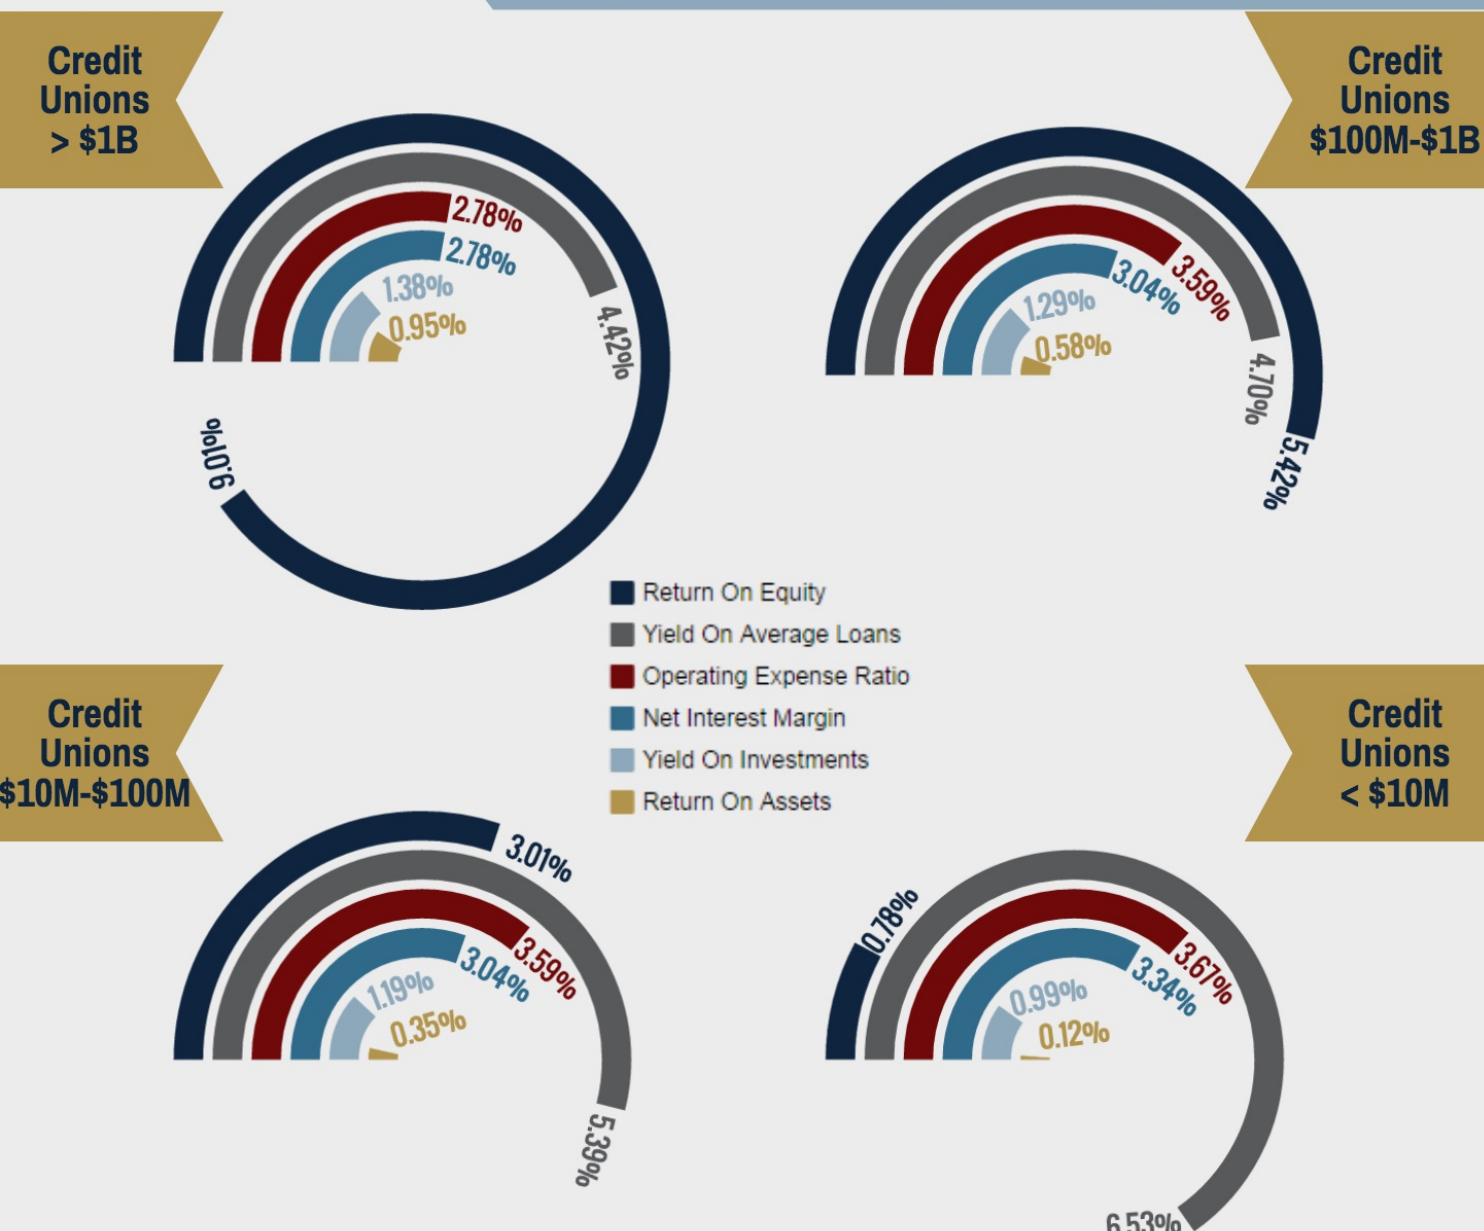 Credit
Unions
> $1B
2.78%
2.78%
1.38%
0.95%
4.42%
9.01%
Credit
Unions
$100M-$1B
3.59%
3.04%
1.29%
0.58%
4.70%
5.42%
Return On Equity
Yield On Average Loans
Operating Expense Ratio
Net Interest Margin
Yield On Investments
Return On Assets
Credit
Unions
$10M-$100M
3.01%
3.59%
3.04%
1.19%
0.35%
5.39%
Credit
Unions
< $10M
0.78%
3.67%
3.34%
0.99%
0.12%
6.53%